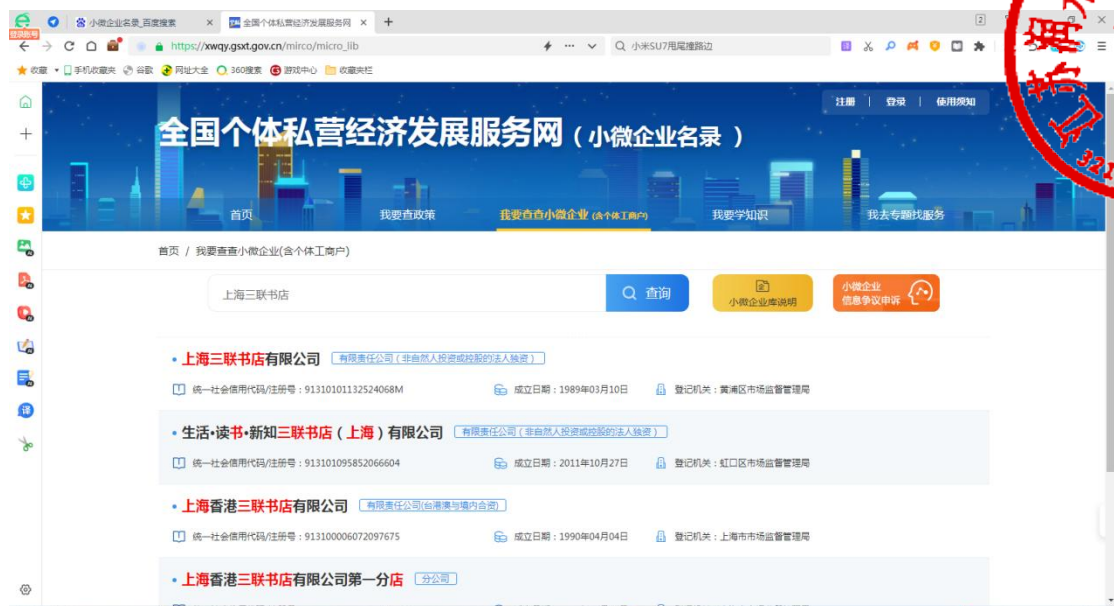 小微企业名录_百度搜索 × 全国个体私营经济发展服务网 × + 2
登录账号
https://xwqy.gsxt.gov.cn/mirco/micro_lib 小米SU7甩尾撞路边
收藏 手机收藏夹 谷歌 网址大全 360搜索 游戏中心 收藏夹栏
注册 | 登录 | 使用须知
全国个体私营经济发展服务网（小微企业名录 ）
首页 我要查政策 我要查查小微企业 (含个体工商户) 我要学知识 我去专题找服务
首页 / 我要查查小微企业(含个体工商户)
上海三联书店 查询 小微企业库说明 小微企业
信息争议申诉
• 上海三联书店有限公司 有限责任公司（非自然人投资或控股的法人独资）
统一社会信用代码/注册号：91310101132524068M 成立日期：1989年03月10日 登记机关：黄浦区市场监督管理局
• 生活•读书•新知三联书店（上海）有限公司 有限责任公司（非自然人投资或控股的法人独资）
统一社会信用代码/注册号：913101095852066604 成立日期：2011年10月27日 登记机关：虹口区市场监督管理局
• 上海香港三联书店有限公司 有限责任公司(台港澳与境内合资)
统一社会信用代码/注册号：913100006072097675 成立日期：1990年04月04日 登记机关：上海市市场监督管理局
• 上海香港三联书店有限公司第一分店 分公司
译